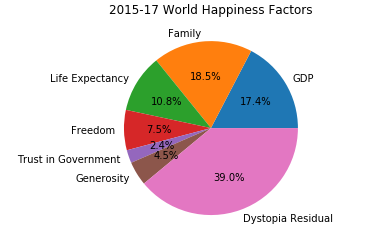 2015-17 World Happiness Factors
Family
GDP
Life Expectancy
18.5%
17.4%
10.8%
Freedom
7.5%
2.4%
Trust in Government
4.5%
Generosity
39.0%
Dystopia Residual